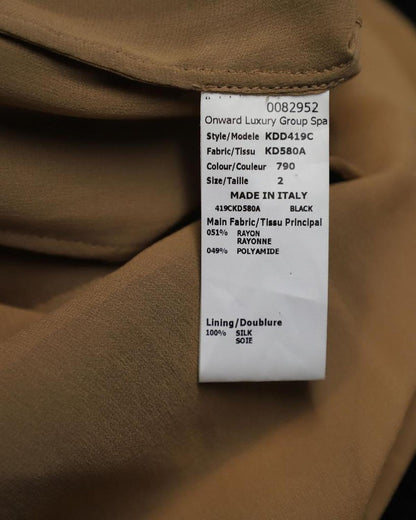 0082952
Onward Luxury Group Spa
Style/Modele KDD419C
Fabric/Tissu KD580A
Colour/Couleur 790
Size/Taille 2
MADE IN ITALY
419CKD580A BLACK
Main Fabric/Tissu Principal
051% RAYON
RAYONNE
049% POLYAMIDE
Lining/Doublure
100% SILK
SOIE